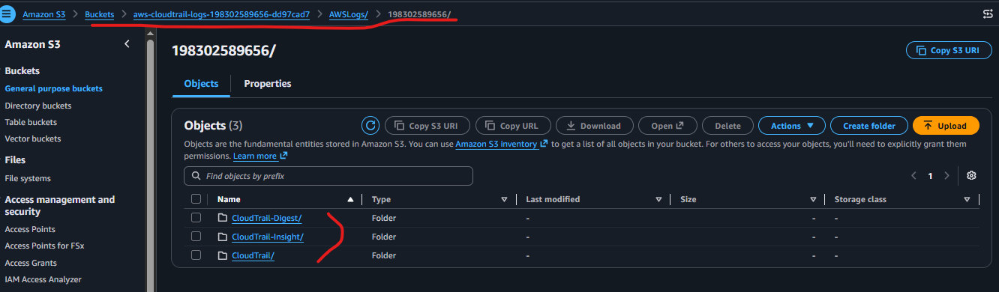 Amazon S3 > Buckets > aws-cloudtrail-logs-198302589656-dd97cad7 > AWSLogs/ > 198302589656/
Amazon S3
Buckets
General purpose buckets
Directory buckets
Table buckets
Vector buckets
Files
File systems
Access management and
security
Access Points
Access Points for FSx
Access Grants
IAM Access Analyzer
198302589656/
Copy S3 URI
Objects
Properties
Objects (3)
Copy S3 URI
Copy URL
Download
Open
Delete
Actions
Create folder
Upload
Objects are the fundamental entities stored in Amazon S3. You can use Amazon S3 inventory to get a list of all objects in your bucket. For others to access your objects, you'll need to explicitly grant them
permissions. Learn more
Find objects by prefix
1
Name Type Last modified Size Storage class
CloudTrail-Digest/ Folder - - -
CloudTrail-Insight/ Folder - - -
CloudTrail/ Folder - - -